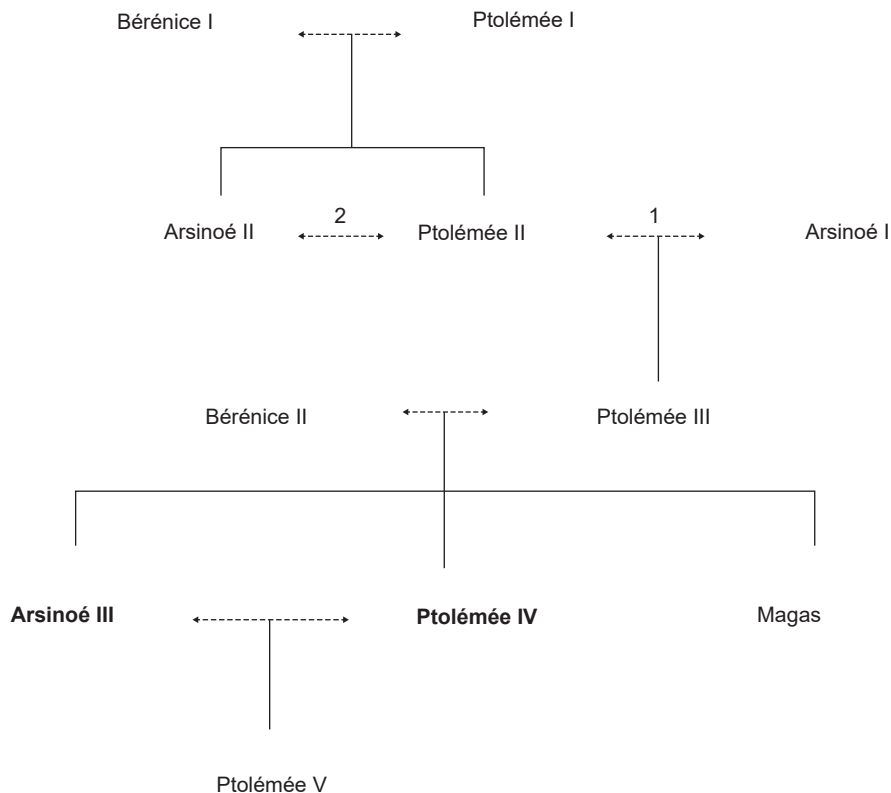 Bérénice I Ptolémée I
2 1
Arsinoé II Ptolémée II Arsinoé I
Bérénice II Ptolémée III
Arsinoé III Ptolémée IV Magas
Ptolémée V